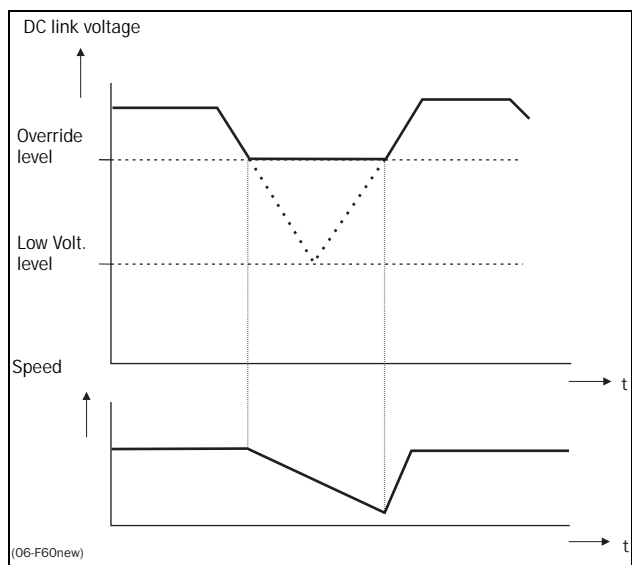 DC link voltage
Override
level
Low Volt.
level
t
Speed
t
(06-F60new)